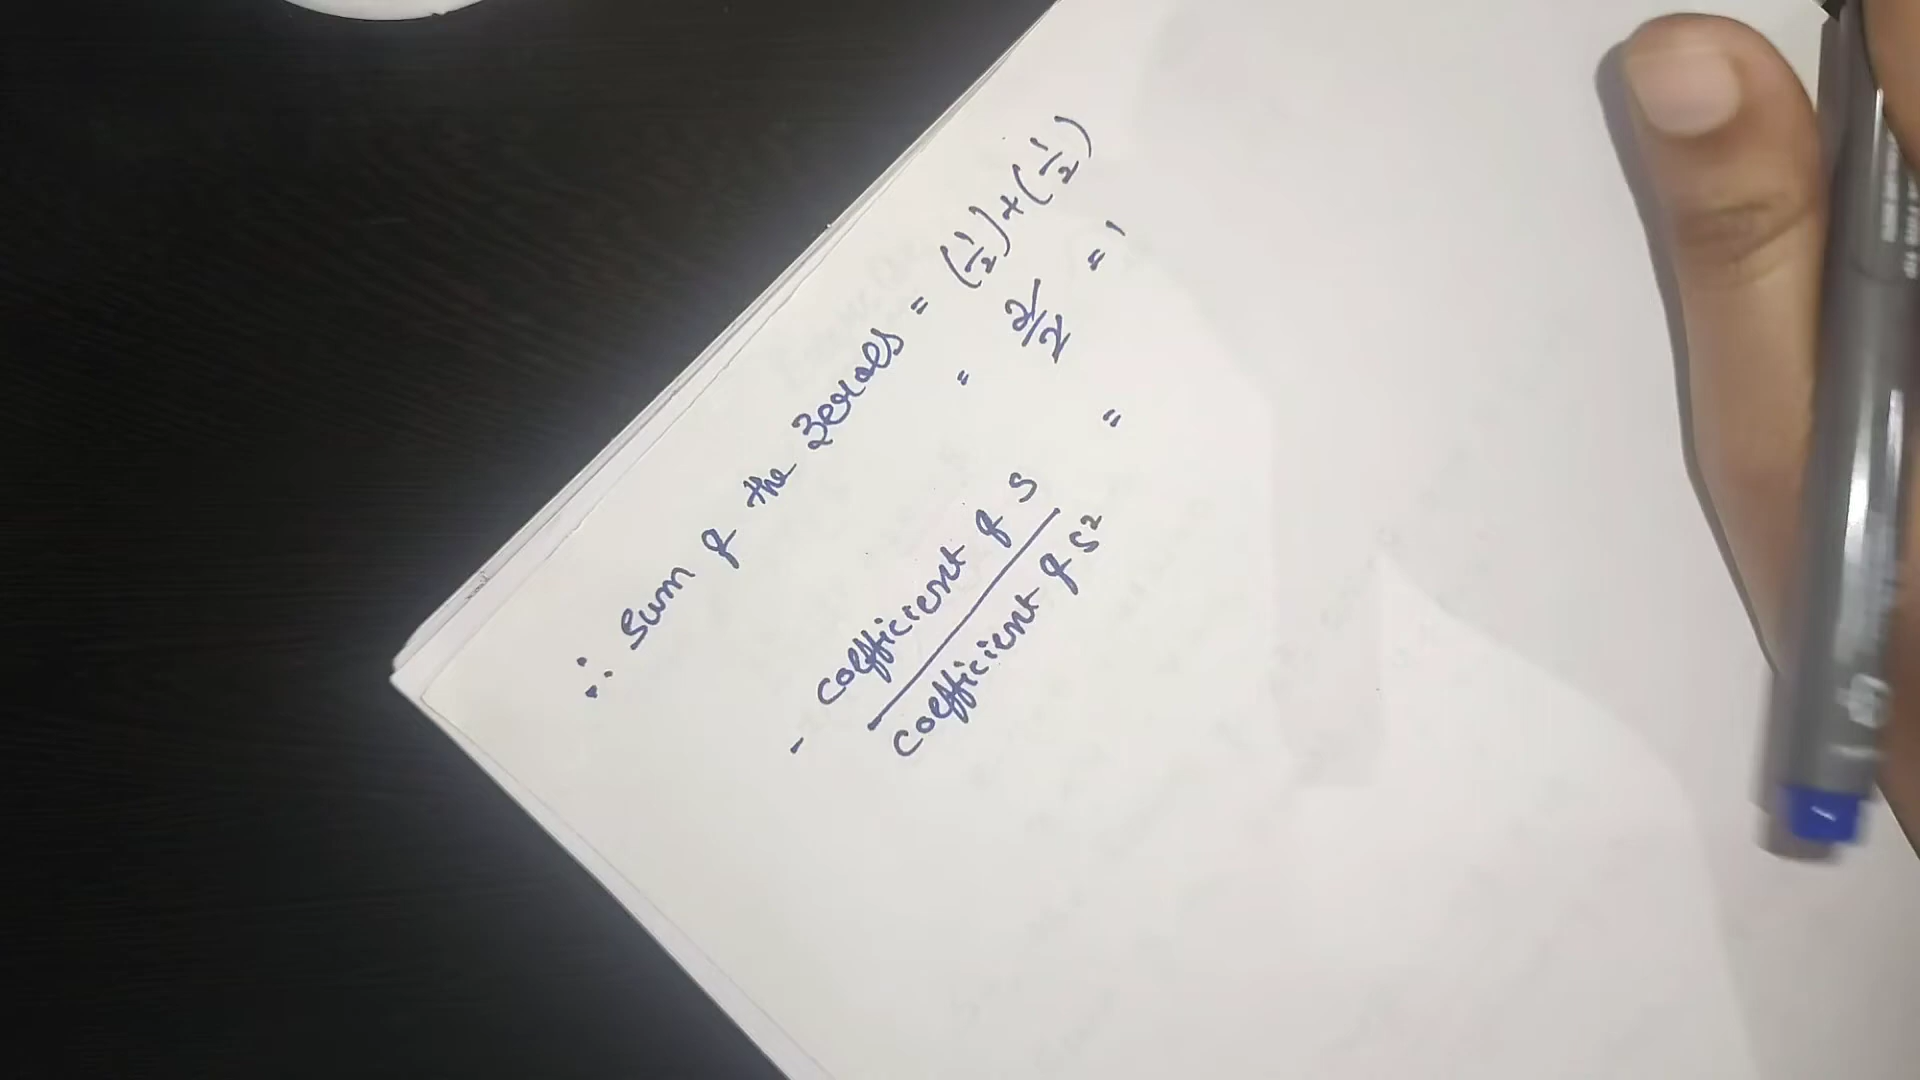 ∴ Sum of the zeroes = (1/2) + (1/2)
= 2/2 = 1
- coefficient of s / coefficient of s² =